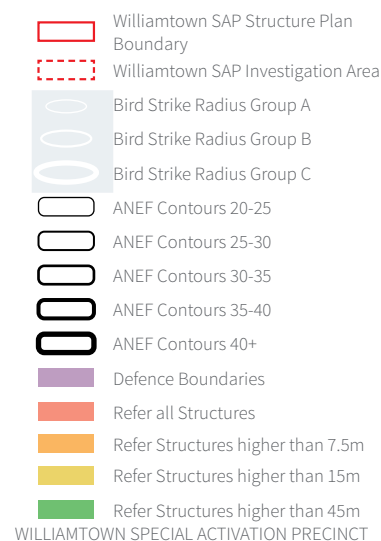 Williamtown SAP Structure Plan
Boundary
Williamtown SAP Investigation Area
Bird Strike Radius Group A
Bird Strike Radius Group B
Bird Strike Radius Group C
ANEF Contours 20-25
ANEF Contours 25-30
ANEF Contours 30-35
ANEF Contours 35-40
ANEF Contours 40+
Defence Boundaries
Refer all Structures
Refer Structures higher than 7.5m
Refer Structures higher than 15m
Refer Structures higher than 45m
WILLIAMTOWN SPECIAL ACTIVATION PRECINCT